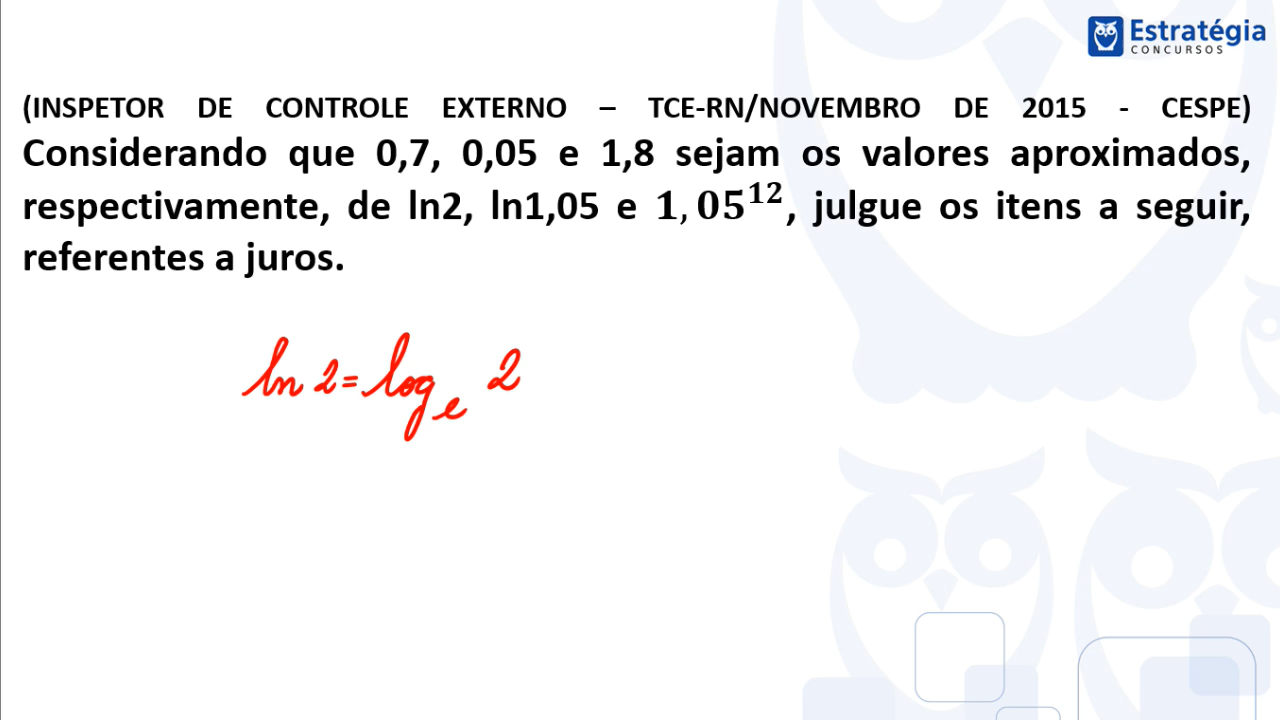 Estratégia
CONCURSOS
(INSPETOR DE CONTROLE EXTERNO – TCE-RN/NOVEMBRO DE 2015 - CESPE)
Considerando que 0,7, 0,05 e 1,8 sejam os valores aproximados,
respectivamente, de ln2, ln1,05 e 1,05¹², julgue os itens a seguir,
referentes a juros.
ln 2 = logₑ 2